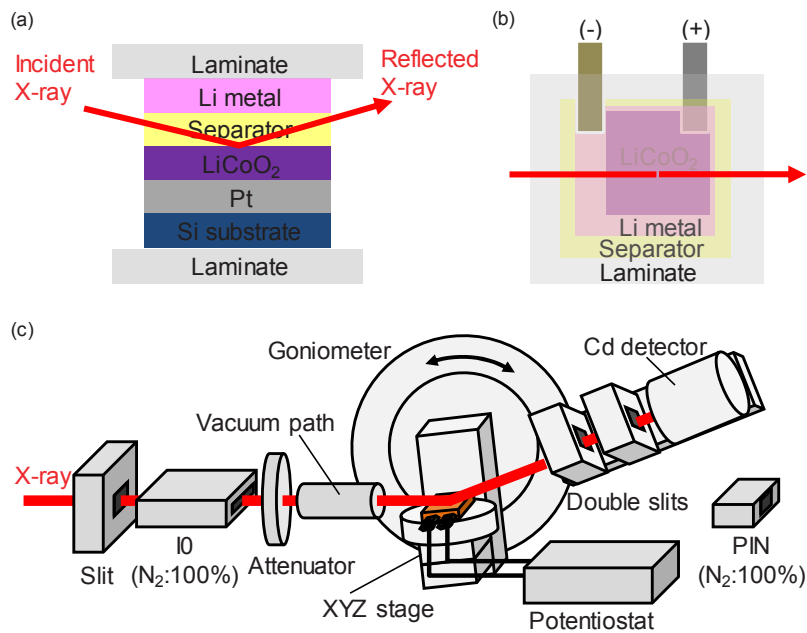 (a)
Incident
X-ray
Reflected
X-ray
Laminate
Li metal
Separator
LiCoO₂
Pt
Si substrate
Laminate
(b)
(-)
(+)
LiCoO₂
Li metal
Separator
Laminate
(c)
Goniometer
Cd detector
Vacuum path
X-ray
Double slits
Slit
I0
(N₂:100%)
Attenuator
XYZ stage
Potentiostat
PIN
(N₂:100%)